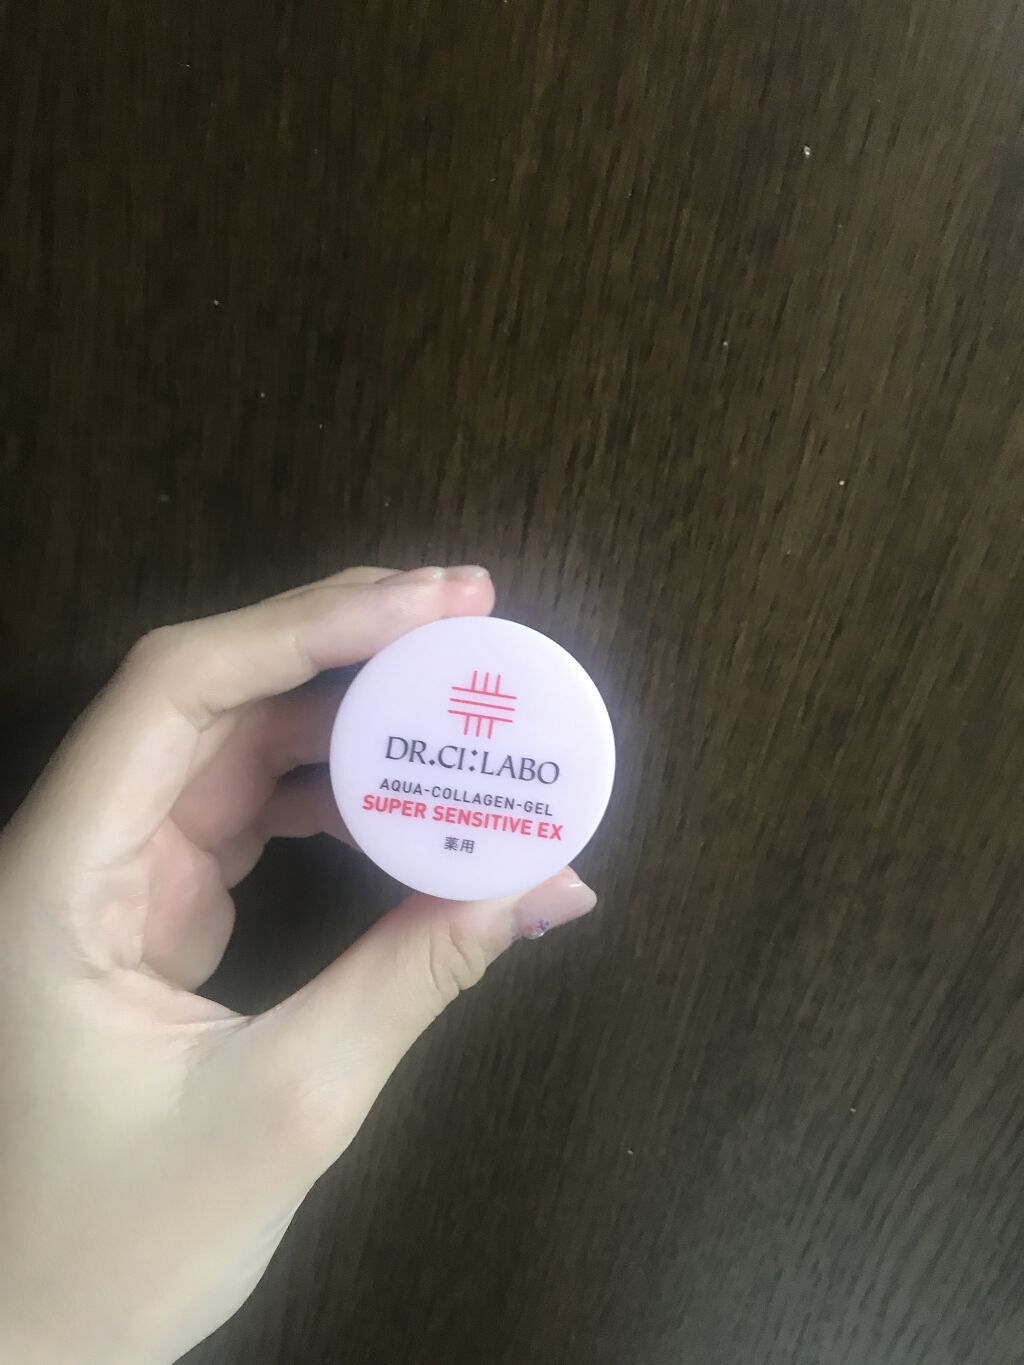 DR.CI:LABO
AQUA-COLLAGEN-GEL
SUPER SENSITIVE EX
薬用